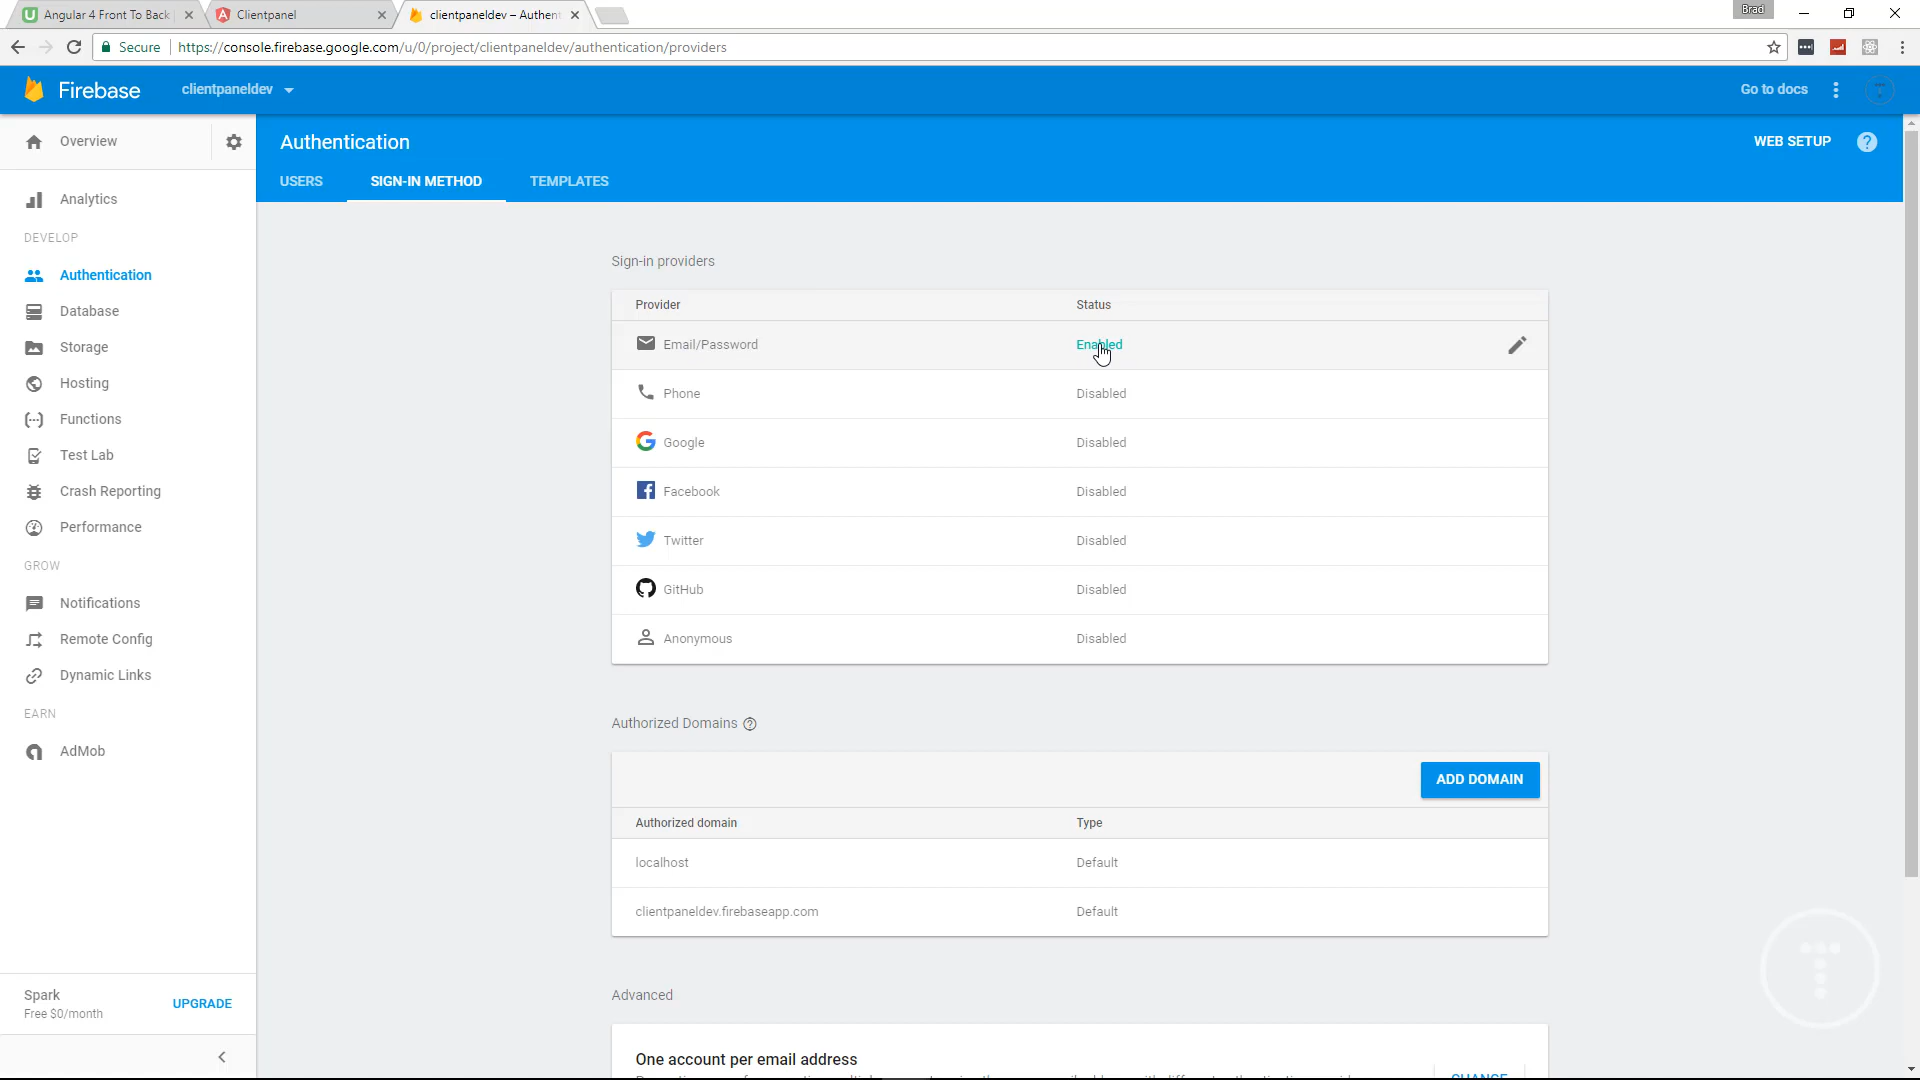 Angular 4 Front To Back
Clientpanel
clientpaneldev – Authen
Brad
Secure
https://console.firebase.google.com/u/0/project/clientpaneldev/authentication/providers
Firebase
clientpaneldev
Go to docs
Overview
Authentication
WEB SETUP
?
USERS
SIGN-IN METHOD
TEMPLATES
Analytics
DEVELOP
Authentication
Database
Storage
Hosting
Functions
Test Lab
Crash Reporting
Performance
GROW
Notifications
Remote Config
Dynamic Links
EARN
AdMob
Spark
Free $0/month
UPGRADE
Sign-in providers
Provider Status
Email/Password Enabled
Phone Disabled
Google Disabled
Facebook Disabled
Twitter Disabled
GitHub Disabled
Anonymous Disabled
Authorized Domains ?
ADD DOMAIN
Authorized domain Type
localhost Default
clientpaneldev.firebaseapp.com Default
Advanced
One account per email address
CHANGE